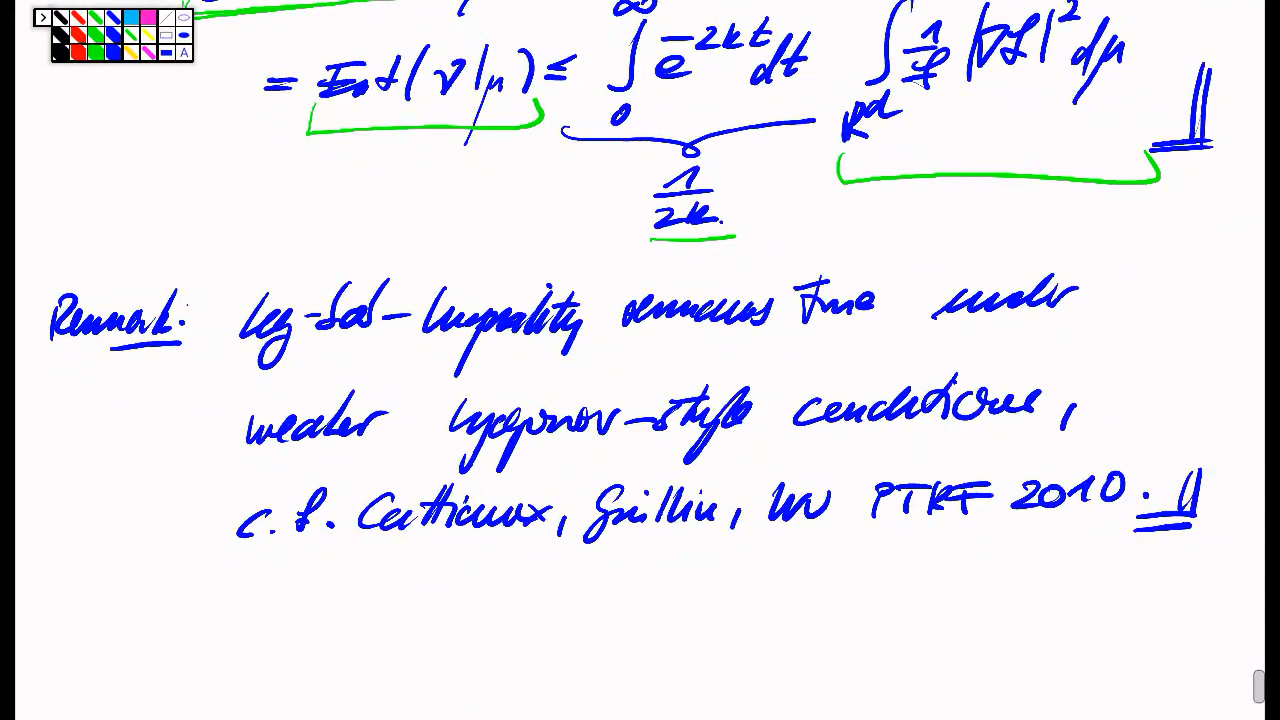 = Ent(ν|μ) ≤ ∫₀^∞ e^{-2kt} dt ∫_{R^d} 1/f |∇f|² dμ
1/2k.
Remark: Log-Sob-Inequality remains true under
weaker Lyapunov-style conditions,
c.f. Cattiaux, Guillin, Wu PTRF 2010.